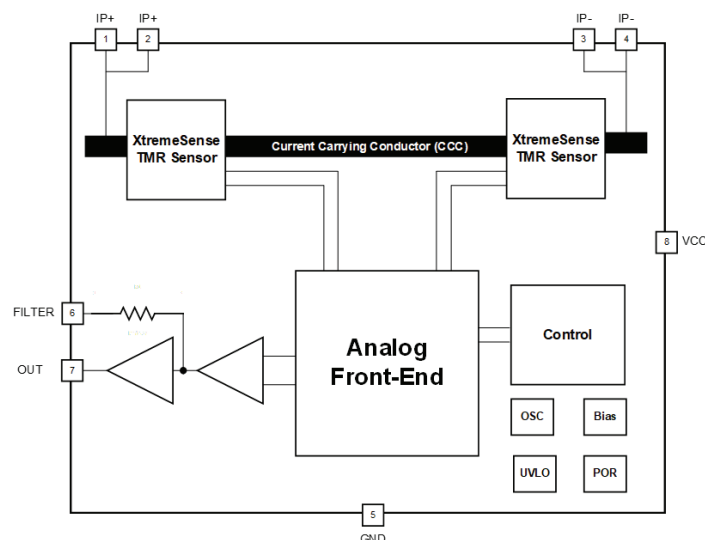 IP+ IP+ IP- IP-
1 2 3 4
XtremeSense
TMR Sensor
Current Carrying Conductor (CCC)
XtremeSense
TMR Sensor
8 VCC
FILTER 6
OUT 7
Analog
Front-End
Control
OSC Bias
UVLO POR
5
GND